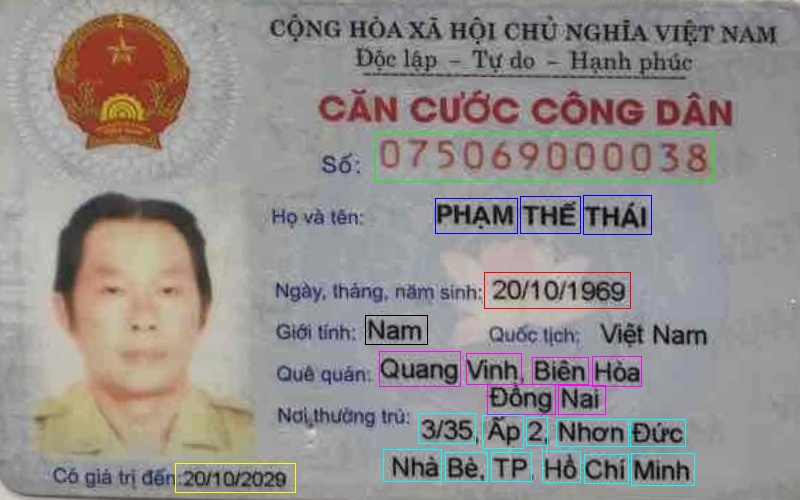 CỘNG HÒA XÃ HỘI CHỦ NGHĨA VIỆT NAM
Độc lập – Tự do – Hạnh phúc
CĂN CƯỚC CÔNG DÂN
Số: 075069000038
Họ và tên: PHẠM THẾ THÁI
Ngày, tháng, năm sinh: 20/10/1969
Giới tính: Nam Quốc tịch: Việt Nam
Quê quán: Quang Vinh, Biên Hòa
Đồng Nai
Nơi thường trú: 3/35, Ấp 2, Nhơn Đức
Nhà Bè, TP, Hồ Chí Minh
Có giá trị đến: 20/10/2029